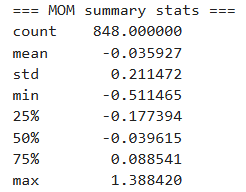 === MOM summary stats ===
count    848.000000
mean      -0.035927
std        0.211472
min       -0.511465
25%       -0.177394
50%       -0.039615
75%        0.088541
max        1.388420